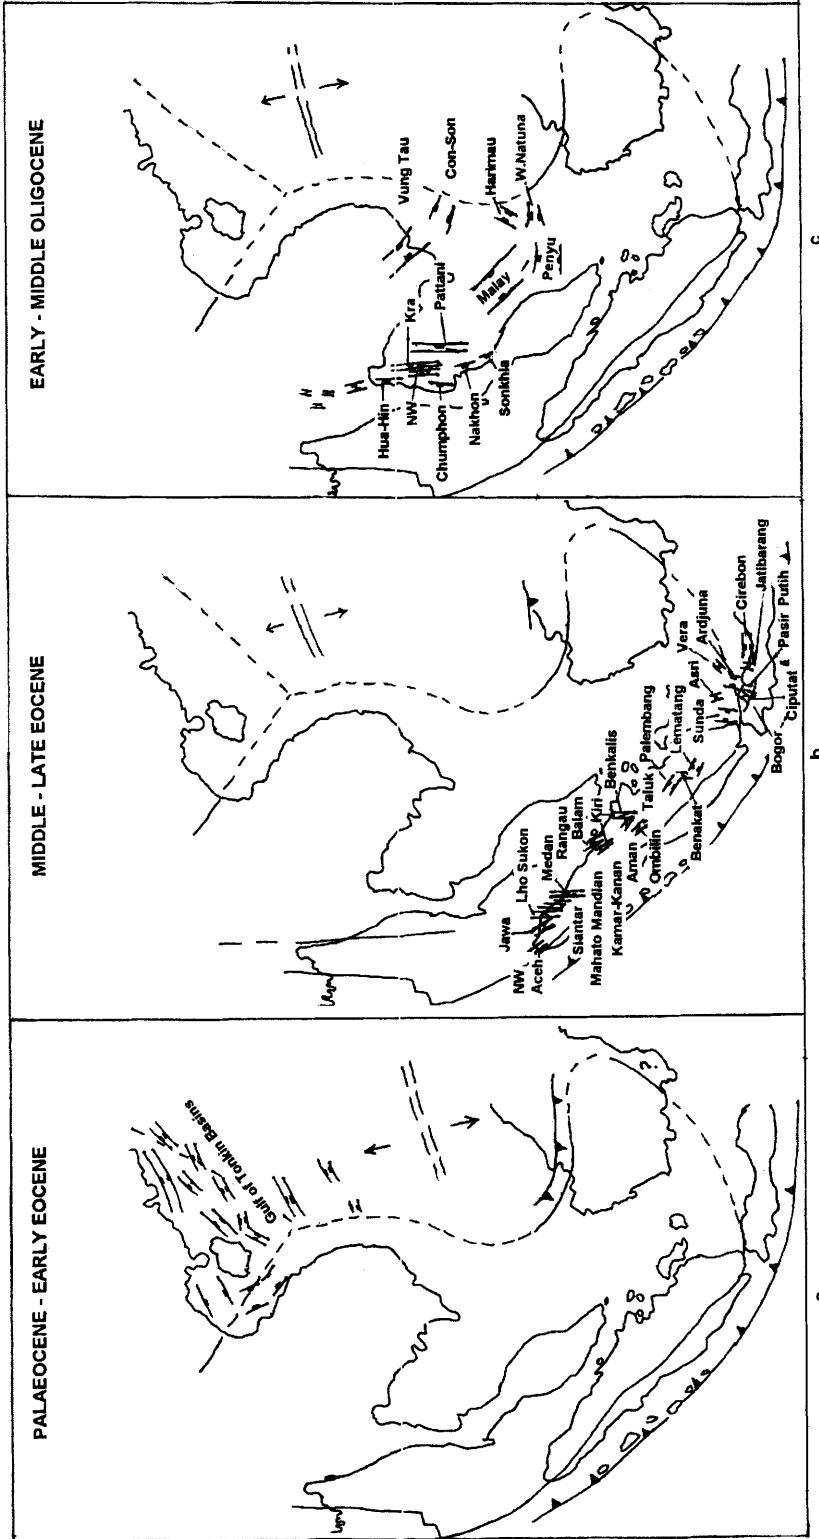 PALAEOCENE - EARLY EOCENE
Gulf of Tonkin Basins
?
a
MIDDLE - LATE EOCENE
Jawa
Lho Sukon
Medan
Rangau
Balam
Kiri
Benkalis
NW
Aceh
Siantar
Mahato Mandian
Kamar-Kanan
Aman
Ombilin
Taluk
Palembang
Lematang
Benakat
Sunda
Asri
Vera
Ardjuna
Cirebon
Jatibarang
Pasir Putih
Ciputat
Bogor
b
EARLY - MIDDLE OLIGOCENE
Vung Tau
Con-Son
Harimau
W.Natuna
Kra
Pattani
Malay
Penyu
Hua-Hin
NW
Chumphon
Nakhon
Sonkhla
c